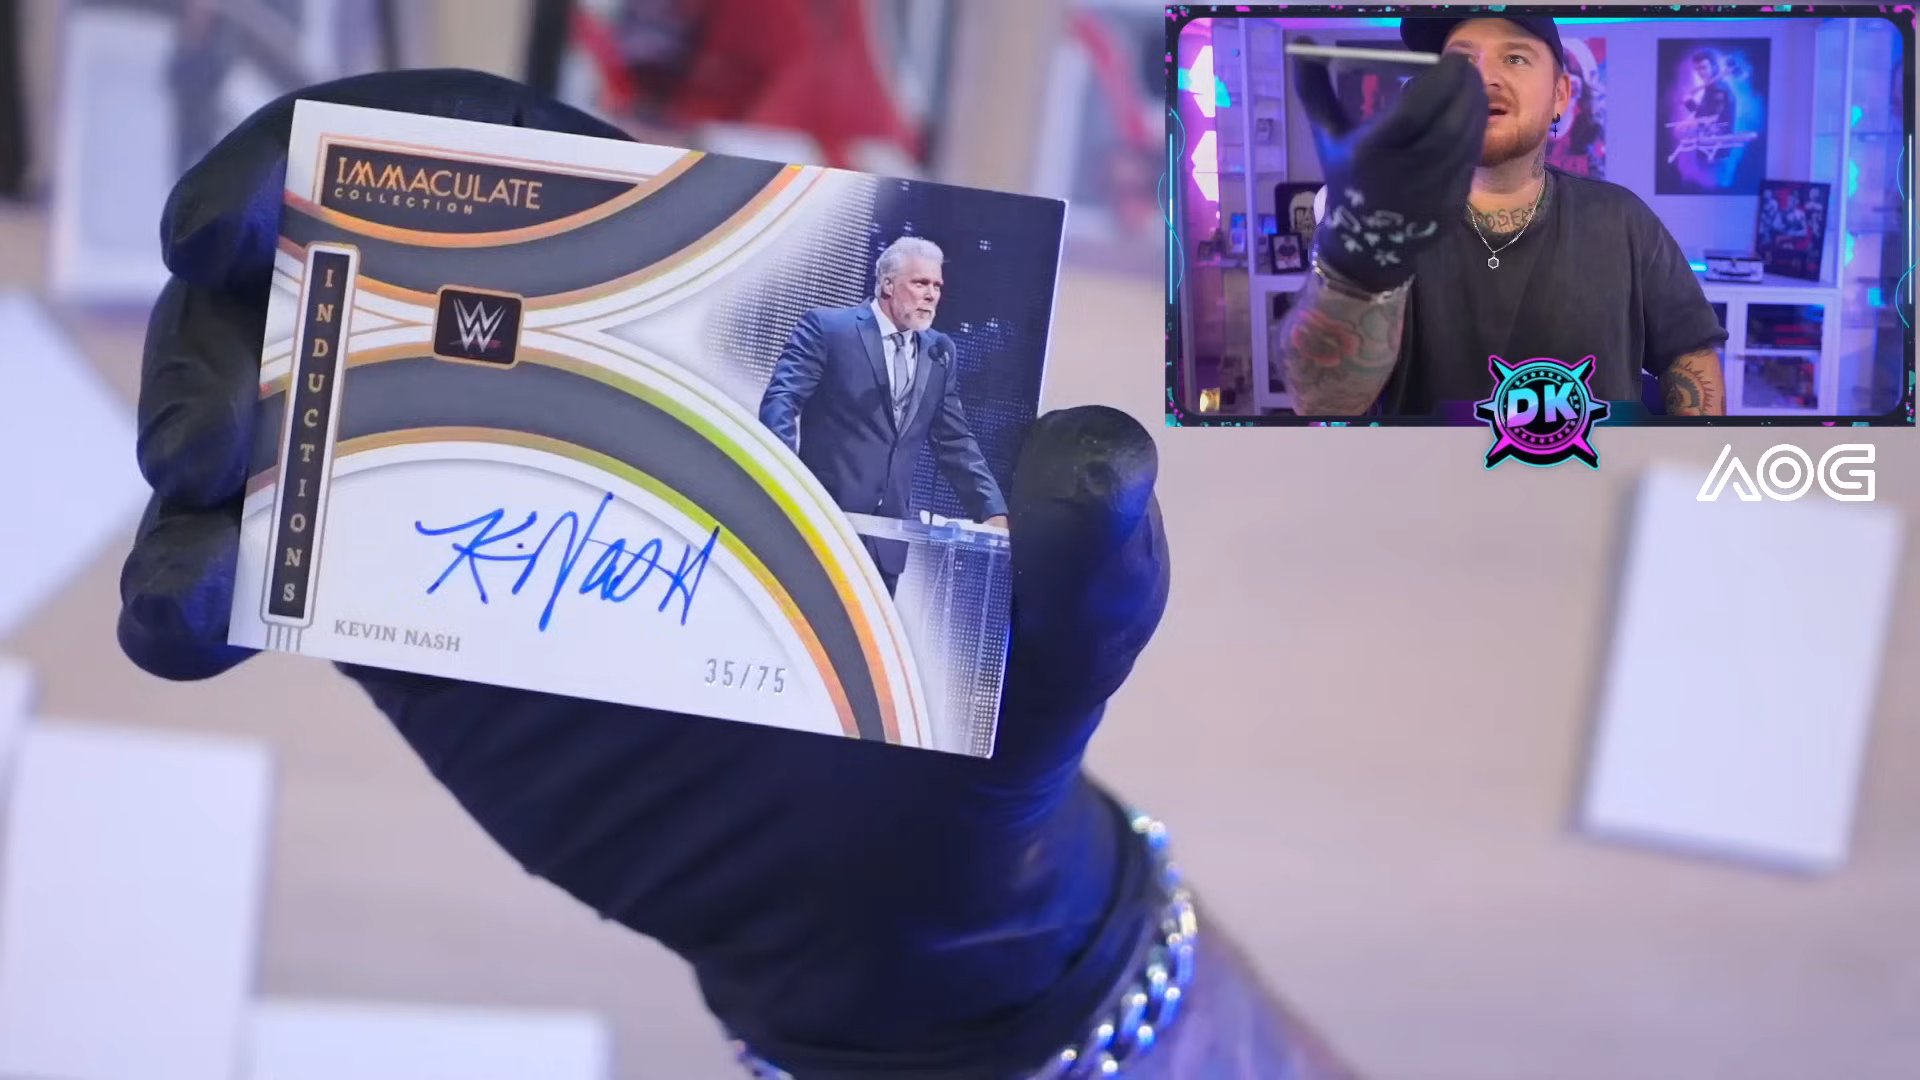 IMMACULATE
COLLECTION
INDUCTIONS
W
K. Nash
KEVIN NASH
35/75
DK
AOG